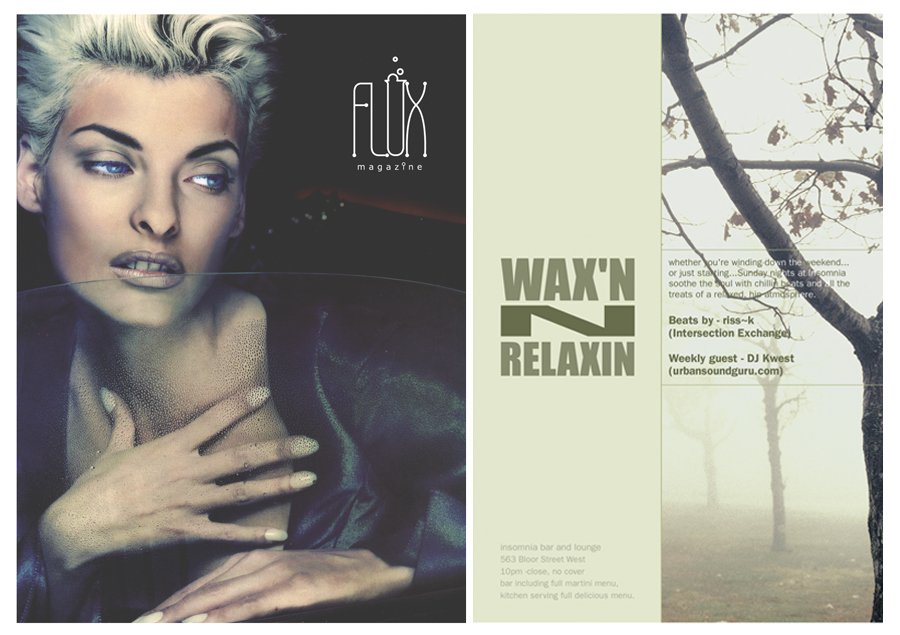 FLUX
magazine
WAX'N
N
RELAXIN
whether you're winding down the weekend...
or just starting...Sunday nights at Insomnia
soothe the soul with chillin beats and all the
treats of a relaxed, hip atmosphere.
Beats by - riss~k
(Intersection Exchange)
Weekly guest - DJ Kwest
(urbansoundguru.com)
insomnia bar and lounge
563 Bloor Street West
10pm -close, no cover
bar including full martini menu,
kitchen serving full delicious menu.